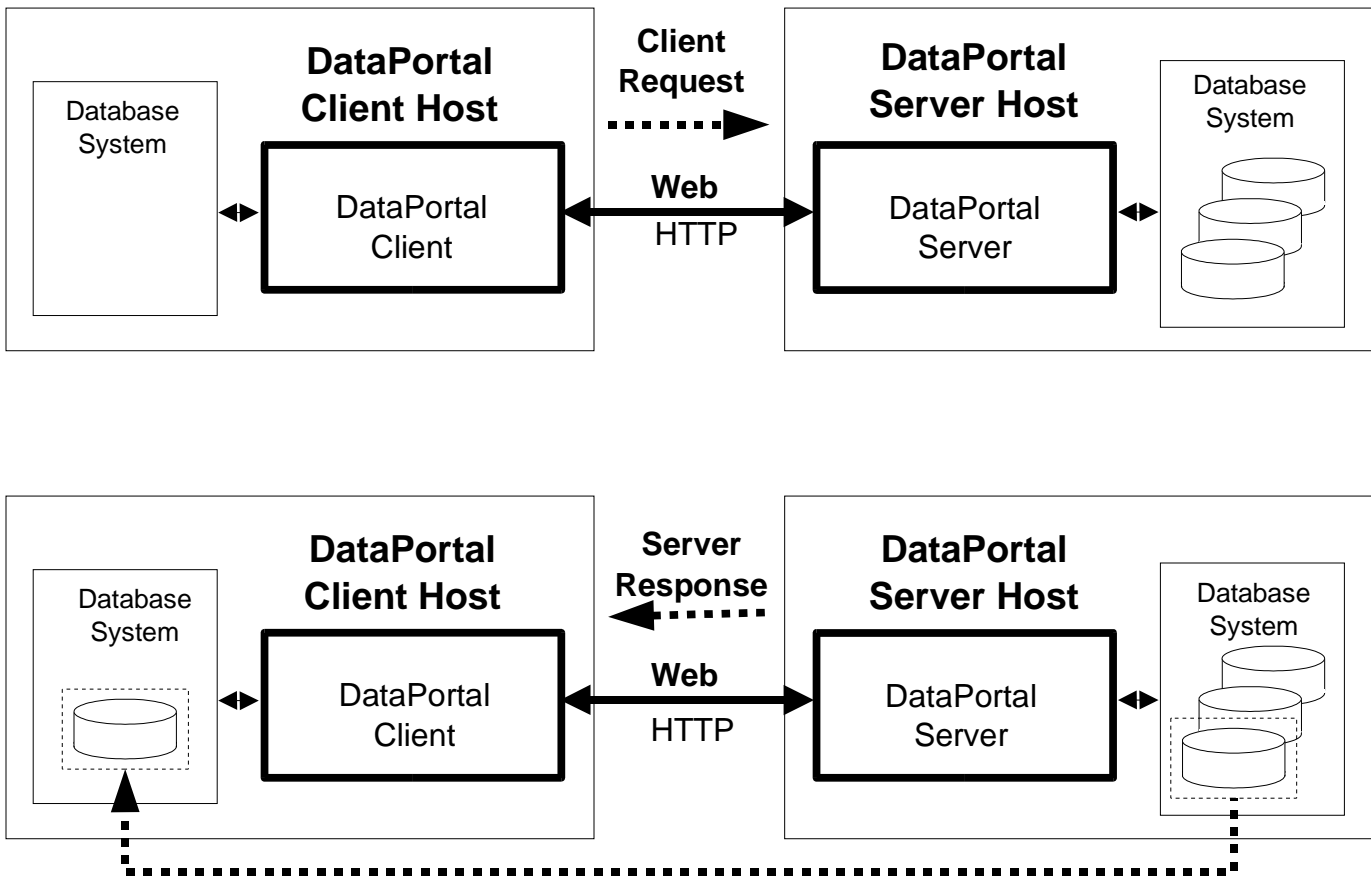 DataPortal
Client Host
Database
System
DataPortal
Client
Client
Request
Web
HTTP
DataPortal
Server Host
DataPortal
Server
Database
System
DataPortal
Client Host
Database
System
DataPortal
Client
Server
Response
Web
HTTP
DataPortal
Server Host
DataPortal
Server
Database
System